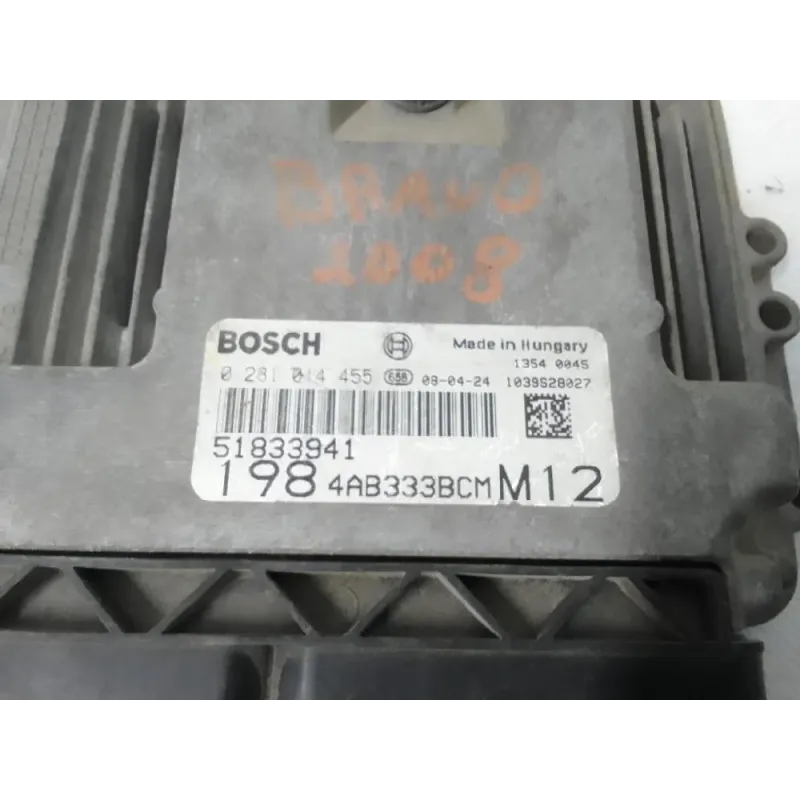 BRAVO
2008
BOSCH Made in Hungary
1354 0045
0 281 014 455 658 08-04-24 1039S28027
51833941
198 4AB333BCM M12